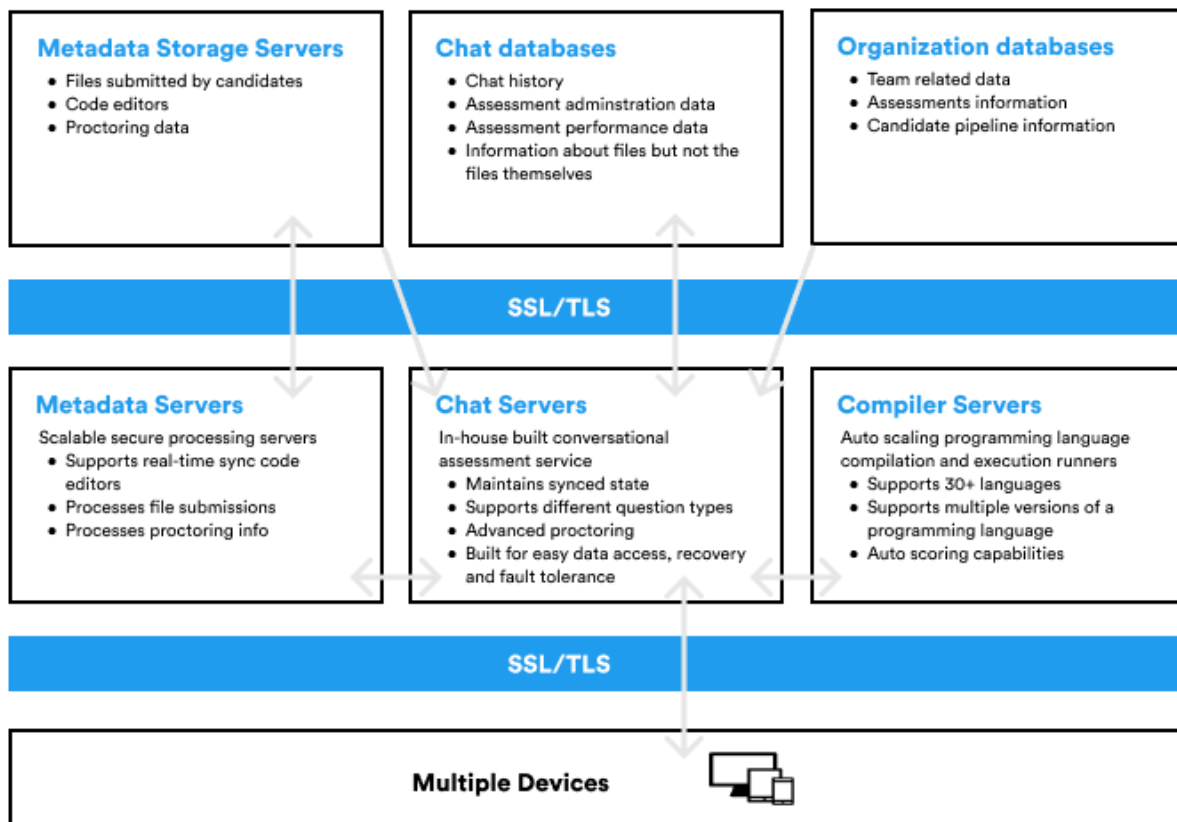 Metadata Storage Servers
• Files submitted by candidates
• Code editors
• Proctoring data
Chat databases
• Chat history
• Assessment adminstration data
• Assessment performance data
• Information about files but not the
files themselves
Organization databases
• Team related data
• Assessments information
• Candidate pipeline information
SSL/TLS
Metadata Servers
Scalable secure processing servers
• Supports real-time sync code
editors
• Processes file submissions
• Processes proctoring info
Chat Servers
In-house built conversational
assessment service
• Maintains synced state
• Supports different question types
• Advanced proctoring
• Built for easy data access, recovery
and fault tolerance
Compiler Servers
Auto scaling programming language
compilation and execution runners
• Supports 30+ languages
• Supports multiple versions of a
programming language
• Auto scoring capabilities
SSL/TLS
Multiple Devices